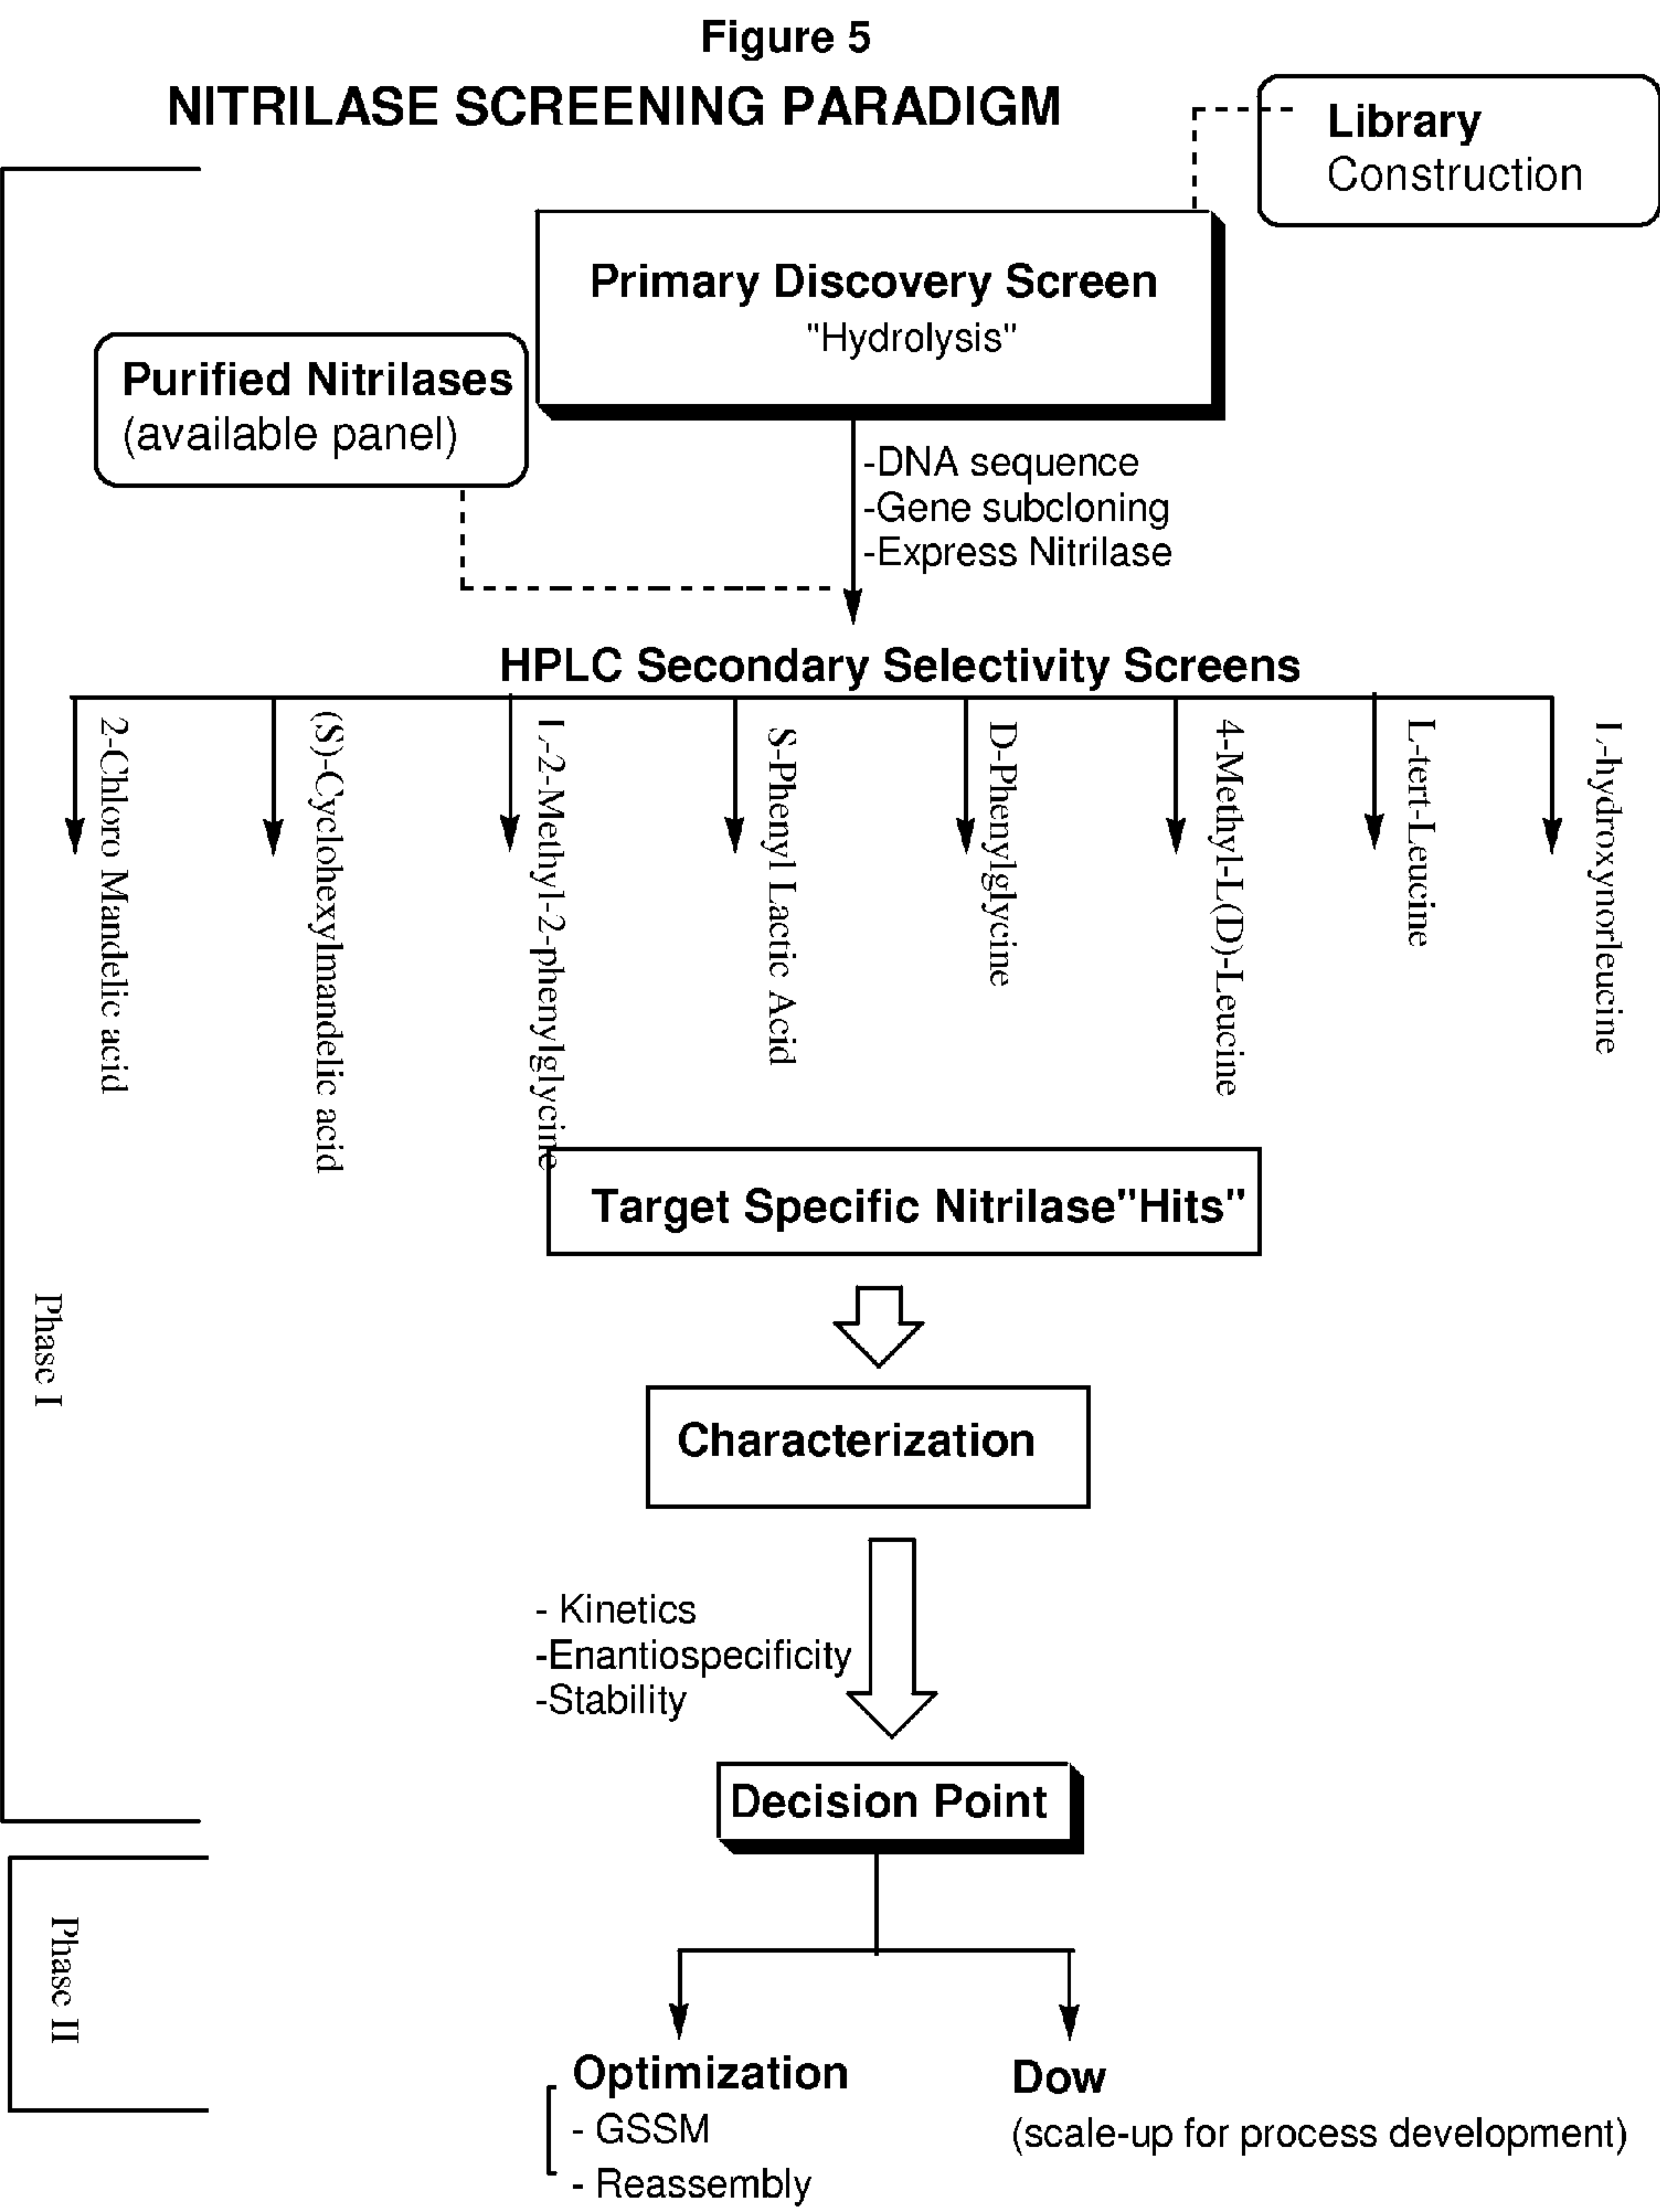 Figure 5
NITRILASE SCREENING PARADIGM
Library
Construction
Primary Discovery Screen
"Hydrolysis"
Purified Nitrilases
(available panel)
-DNA sequence
-Gene subcloning
-Express Nitrilase
HPLC Secondary Selectivity Screens
2-Chloro Mandelic acid
(S)-Cyclohexylmandelic acid
L-2-Methyl-2-phenylglycine
S-Phenyl Lactic Acid
D-Phenylglycine
4-Methyl-L(D)-Leucine
L-tert-Leucine
L-hydroxynorleucine
Target Specific Nitrilase"Hits"
Phase I
Characterization
- Kinetics
-Enantiospecificity
-Stability
Decision Point
Phase II
Optimization
- GSSM
- Reassembly
Dow
(scale-up for process development)